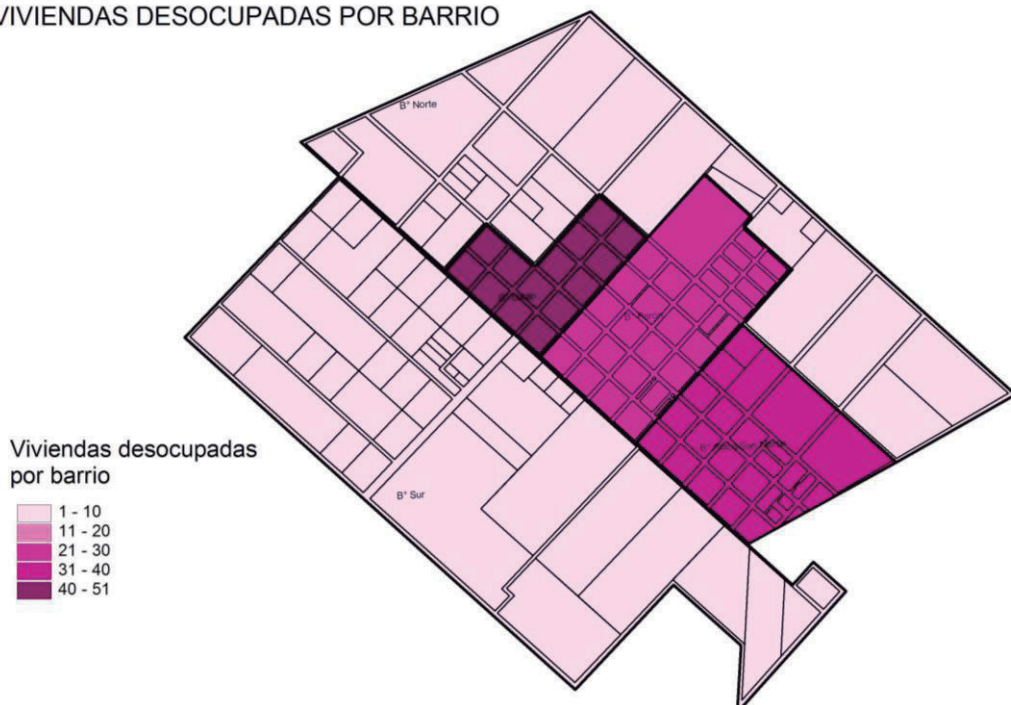 VIVIENDAS DESOCUPADAS POR BARRIO
B° Norte
B° Perón
B°
B° Sur
Viviendas desocupadas
por barrio
1 - 10
11 - 20
21 - 30
31 - 40
40 - 51